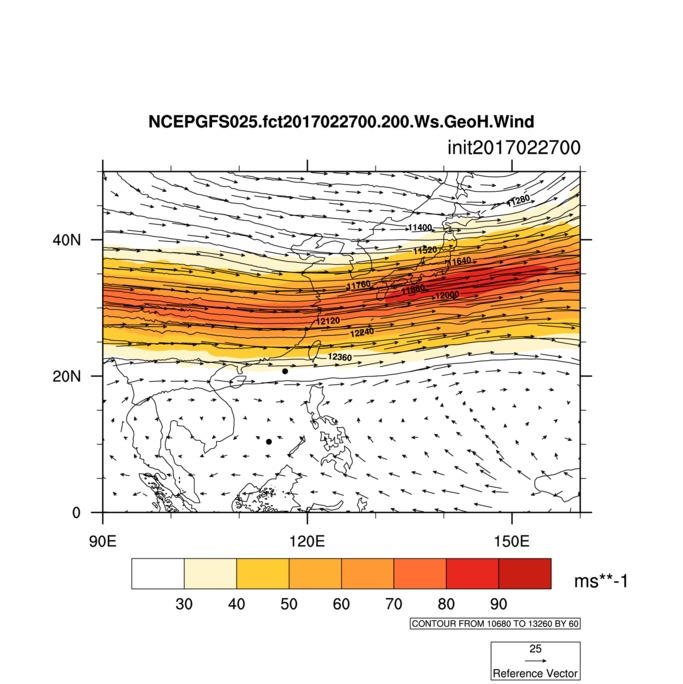 NCEPGFS025.fct2017022700.200.Ws.GeoH.Wind
init2017022700
11280
11400
40N
11520
11640
11760
11880
12000
12120
12240
12360
20N
0
90E 120E 150E
ms**-1
30 40 50 60 70 80 90
CONTOUR FROM 10680 TO 13260 BY 60
25
Reference Vector